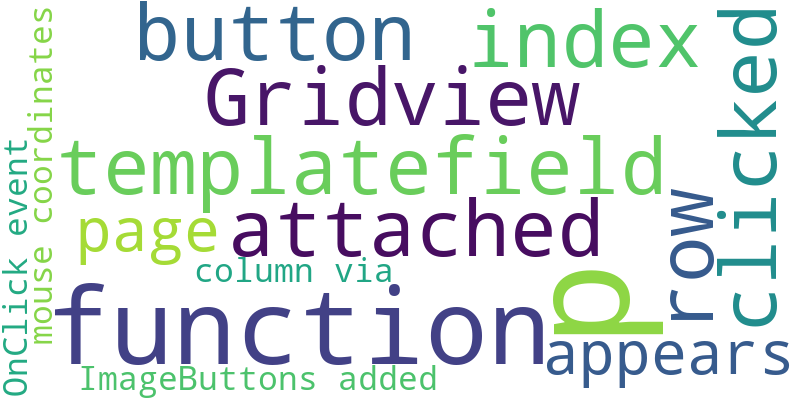 button
index
Gridview
templatefield
attached
page
column via
function
ImageButtons added
appears
p
row
clicked
OnClick event
mouse coordinates